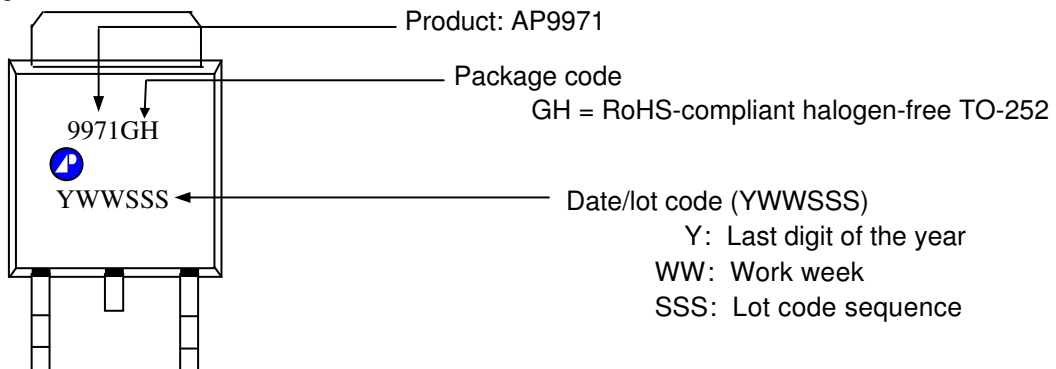 Product: AP9971
Package code
GH = RoHS-compliant halogen-free TO-252
9971GH
YWWSSS
Date/lot code (YWWSSS)
Y: Last digit of the year
WW: Work week
SSS: Lot code sequence